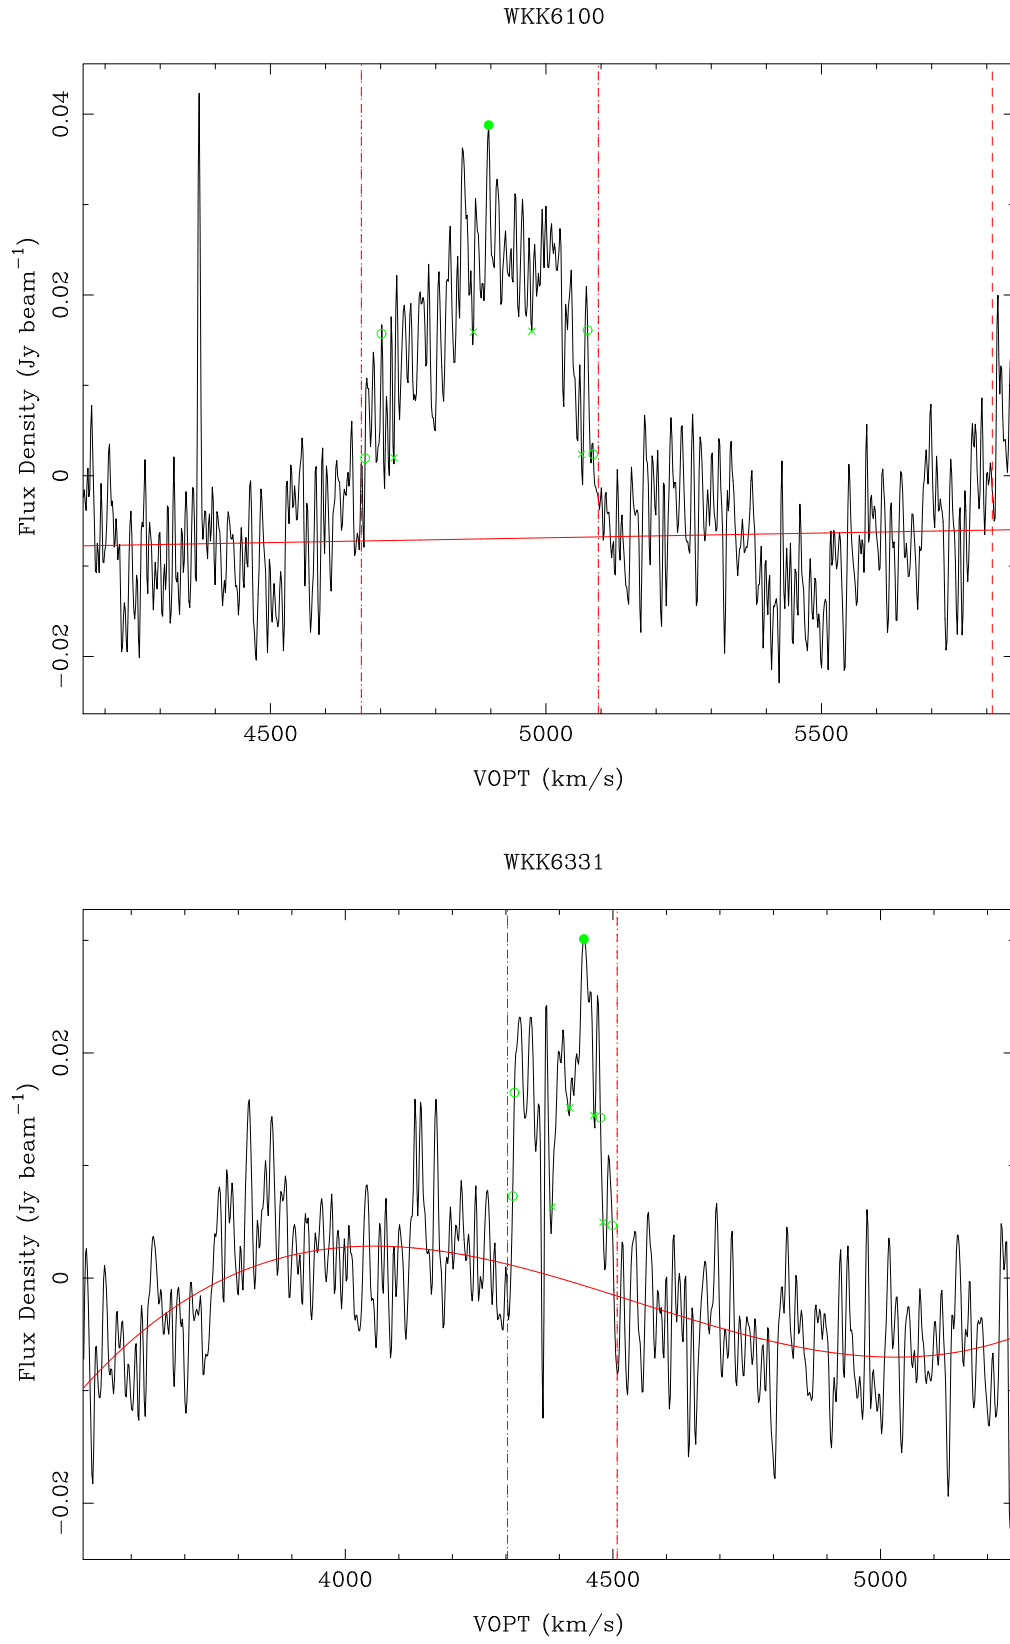 WKK6100
Flux Density (Jy beam⁻¹)
0.04
0.02
0
−0.02
4500 5000 5500
VOPT (km/s)
WKK6331
Flux Density (Jy beam⁻¹)
0.02
0
−0.02
4000 4500 5000
VOPT (km/s)